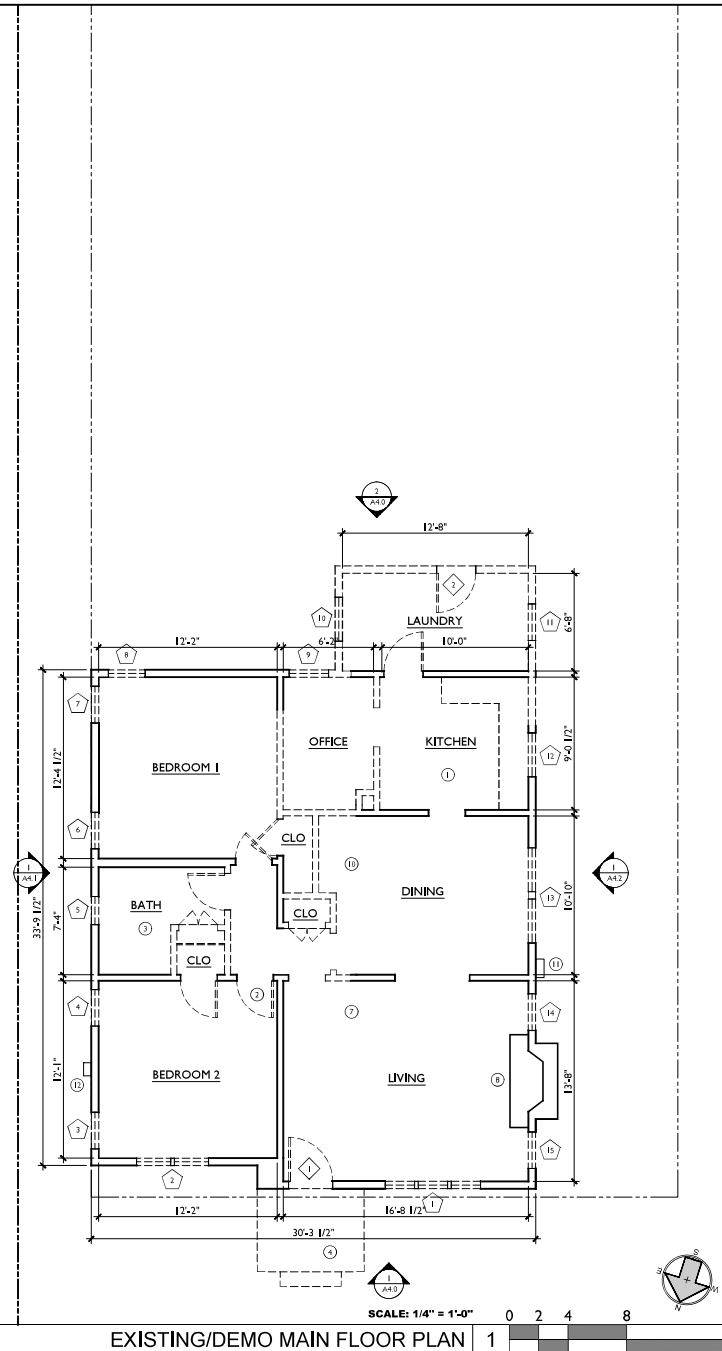 2
A4.0
12'-8"
2
10
11
LAUNDRY
6'-8"
12'-2"
6'-2"
10'-0"
8
9
7
OFFICE
KITCHEN
12
9'-0 1/2"
BEDROOM 1
1
12'-4 1/2"
6
CLO
10
1
A4.1
1
A4.2
DINING
13
10'-10"
BATH
5
3
CLO
33'-9 1/2"
7'-4"
CLO
11
2
4
7
14
12'-1"
BEDROOM 2
LIVING
8
12
13'-8"
3
15
1
2
1
12'-2"
16'-8 1/2"
30'-3 1/2"
4
S
E
W
N
1
A4.0
SCALE: 1/4" = 1'-0"
0 2 4 8
EXISTING/DEMO MAIN FLOOR PLAN 1